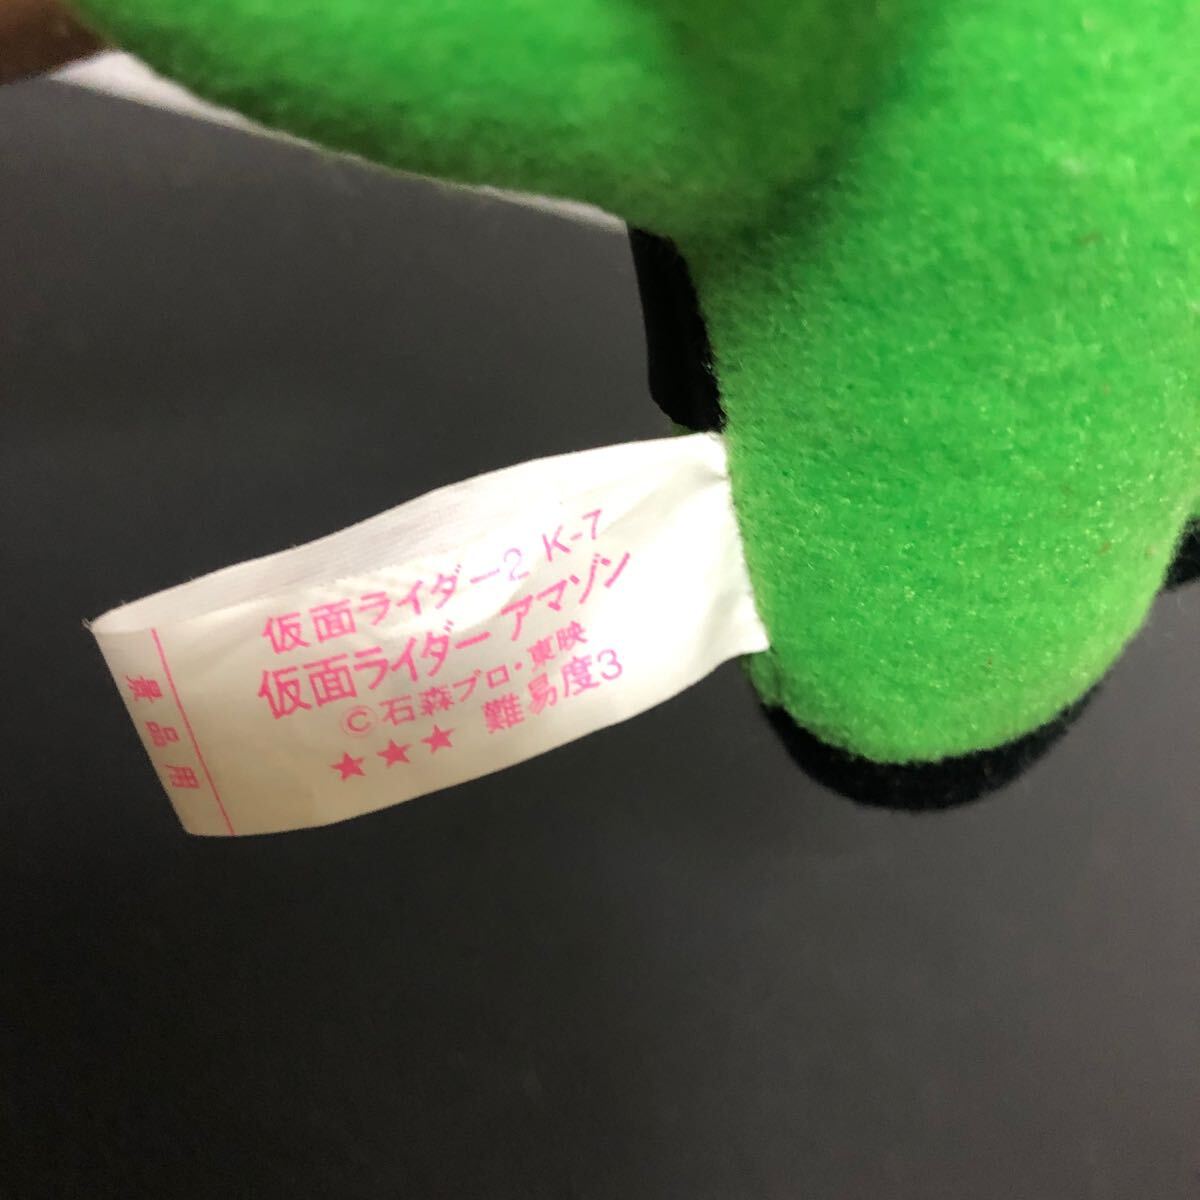 仮面ライダー2 K-7
仮面ライダー アマゾン
©石森プロ・東映
★★★ 難易度3
景品用